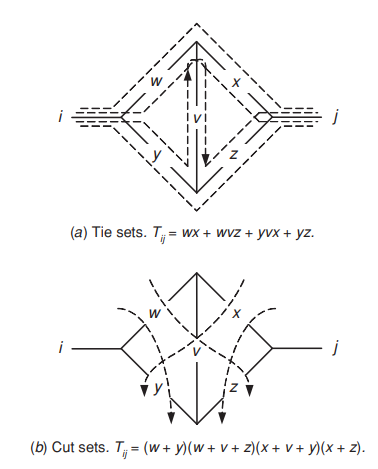 w x
i v j
y z
(a) Tie sets. T_ij = wx + wvz + yvx + yz.
w x
i v j
y z
(b) Cut sets. T_ij = (w + y)(w + v + z)(x + v + y)(x + z).